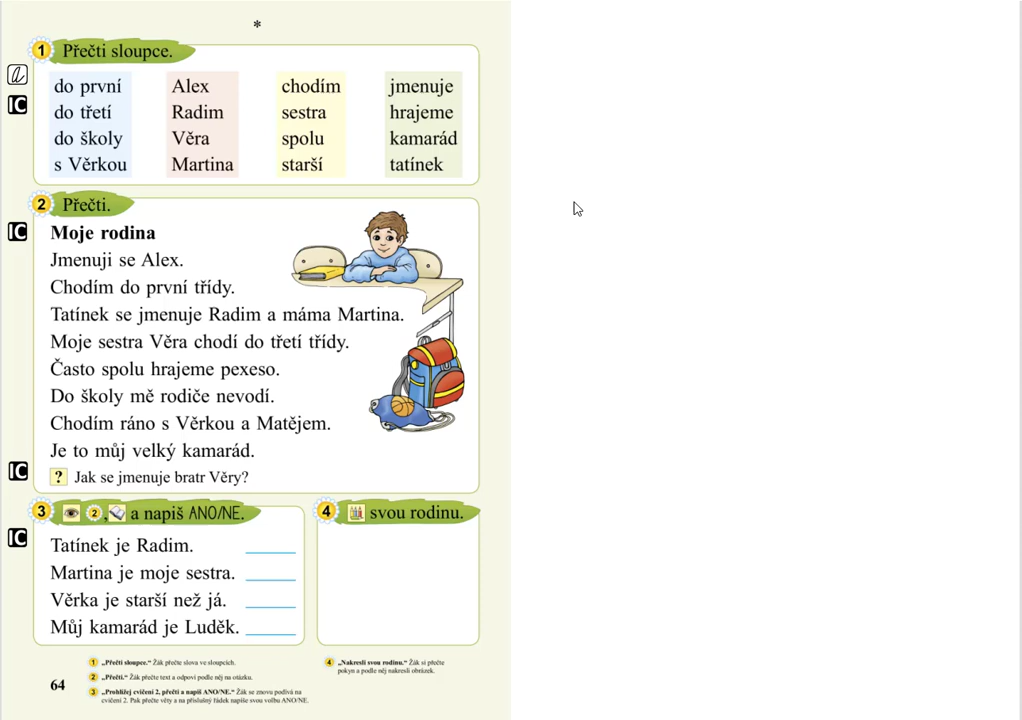 *
1 Přečti sloupce.
do první Alex chodím jmenuje
do třetí Radim sestra hrajeme
do školy Věra spolu kamarád
s Věrkou Martina starší tatínek
2 Přečti.
Moje rodina
Jmenuji se Alex.
Chodím do první třídy.
Tatínek se jmenuje Radim a máma Martina.
Moje sestra Věra chodí do třetí třídy.
Často spolu hrajeme pexeso.
Do školy mě rodiče nevodí.
Chodím ráno s Věrkou a Matějem.
Je to můj velký kamarád.
? Jak se jmenuje bratr Věry?
3 2, a napiš ANO/NE.
Tatínek je Radim.
Martina je moje sestra.
Věrka je starší než já.
Můj kamarád je Luděk.
4 svou rodinu.
1 „Přečti sloupce.“ Žák přečte slova ve sloupcích.
2 „Přečti.“ Žák přečte text a odpoví podle něj na otázku.
3 „Prohlížej cvičení 2, přečti a napiš ANO/NE.“ Žák se znovu podívá na
cvičení 2. Pak přečte věty a na příslušný řádek napíše svou volbu ANO/NE.
4 „Nakresli svou rodinu.“ Žák si přečte
pokyn a podle něj nakreslí obrázek.
64
IC
IC
IC
IC